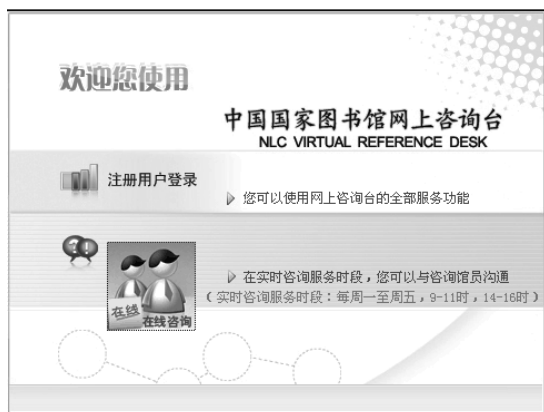 欢迎您使用
中国国家图书馆网上咨询台
NLC VIRTUAL REFERENCE DESK
注册用户登录
您可以使用网上咨询台的全部服务功能
?!
在实时咨询服务时段，您可以与咨询馆员沟通
（实时咨询服务时段：每周一至周五，9-11时，14-16时）
在线
在线咨询